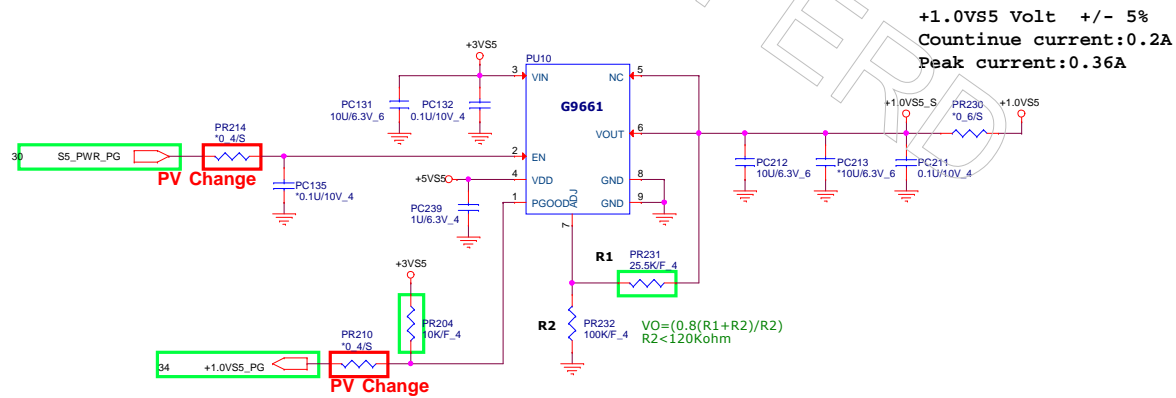 +1.0VS5 Volt +/- 5%
Countinue current:0.2A
Peak current:0.36A
+3VS5
PU10
3
VIN
NC
5
G9661
PC131
10U/6.3V_6
PC132
0.1U/10V_4
+1.0VS5_S
PR230
*0_6/S
+1.0VS5
VOUT
6
PR214
*0_4/S
30
S5_PWR_PG
PV Change
2
EN
PC135
*0.1U/10V_4
PC212
10U/6.3V_6
PC213
*10U/6.3V_6
PC211
0.1U/10V_4
+5VS5
4
VDD
GND
8
PC239
1U/6.3V_4
1
PGOOD
ADJ
GND
9
7
R1
PR231
25.5K/F_4
+3VS5
PR204
10K/F_4
R2
PR232
100K/F_4
VO=(0.8(R1+R2)/R2)
R2<120Kohm
PR210
*0_4/S
34
+1.0VS5_PG
PV Change